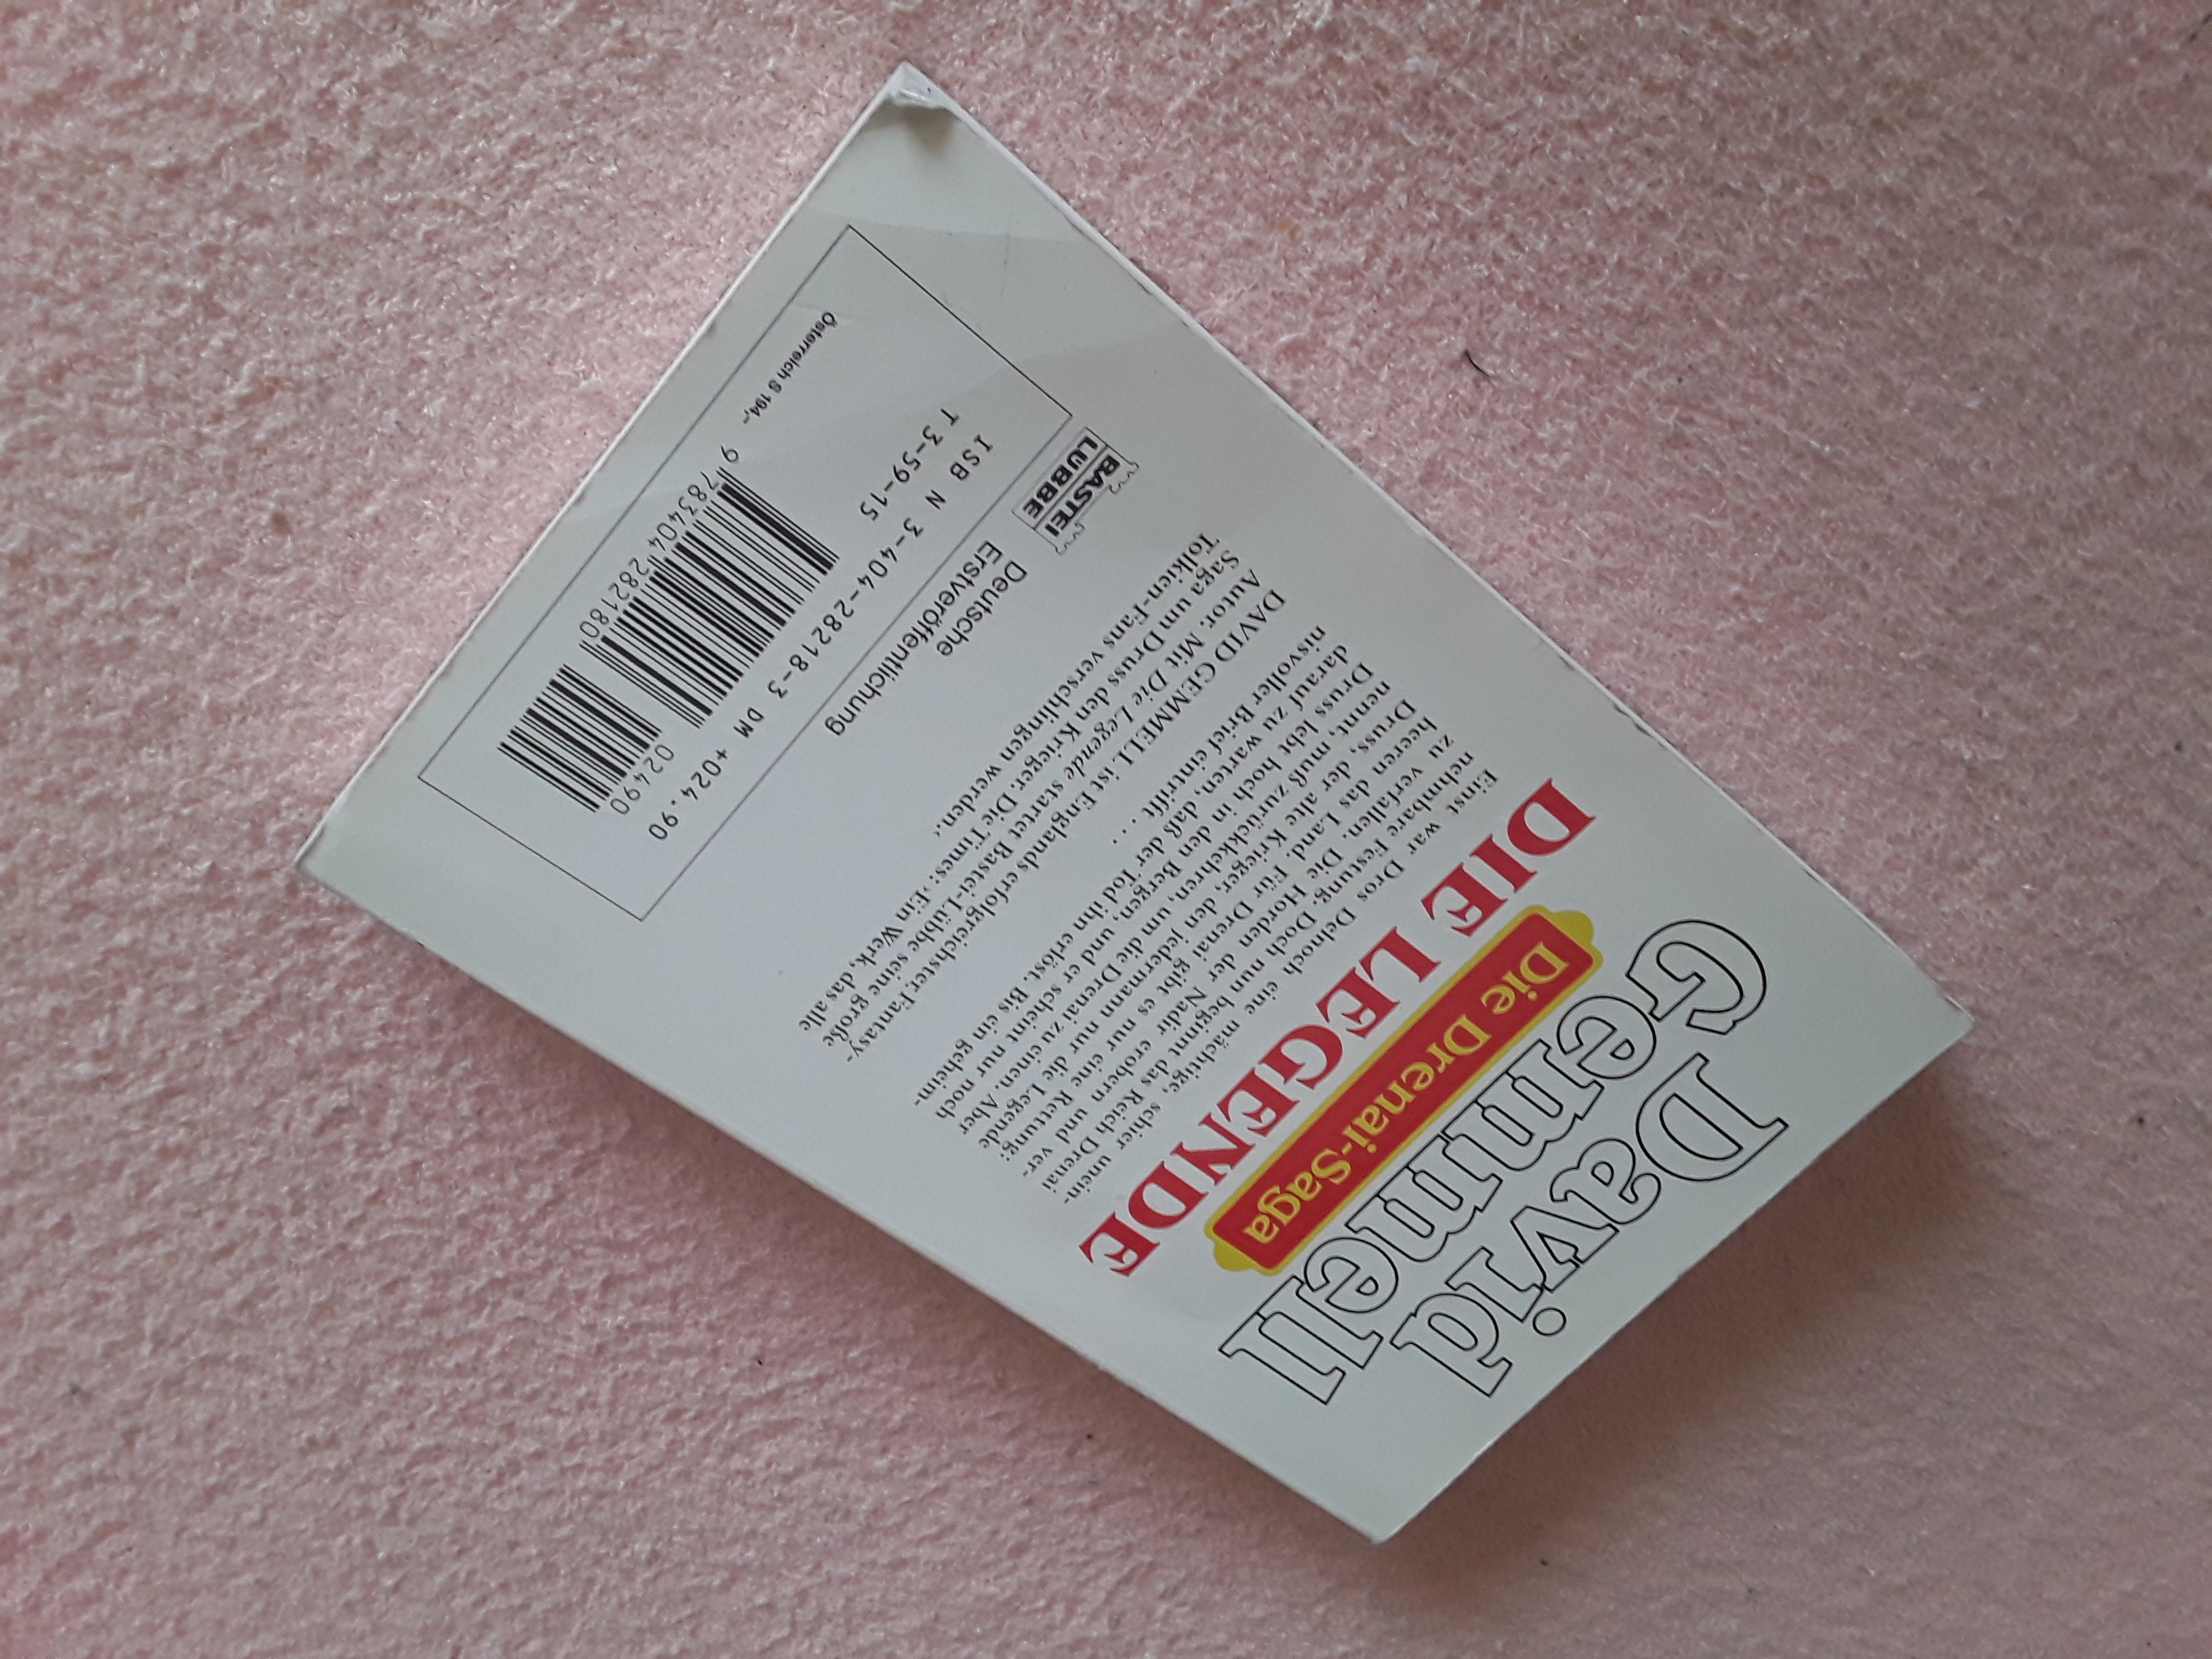 David
Gemmell
Die Drenai-Saga
DIE LEGENDE
Einst war Dros Delnoch eine mächtige, schier unein-
nehmbare Festung. Doch nun beginnt das Reich Drenai
zu verfallen. Die Horden der Nadir erobern und ver-
heeren das Land. Für Drenai gibt es nur eine Rettung:
Druss, der alte Krieger, den jedermann nur die Legende
nennt, muß zurückkehren, um die Drenai zu einen. Aber
Druss lebt hoch in den Bergen, und er scheint nur noch
darauf zu warten, daß der Tod ihn erlöst. Bis ein geheim-
nisvoller Brief eintrifft . . .
DAVID GEMMELL ist Englands erfolgreichster Fantasy-
Autor. Mit Die Legende startet Bastei-Lübbe seine große
Saga um Druss den Krieger. Die Times: ›Ein Werk, das alle
Tolkien-Fans verschlingen werden.‹
BASTEI
LÜBBE
Deutsche
Erstveröffentlichung
ISB N 3-404-28218-3 DM +024.90
T 3-59-15
9 783404 282180
02490
Österreich S 194,–